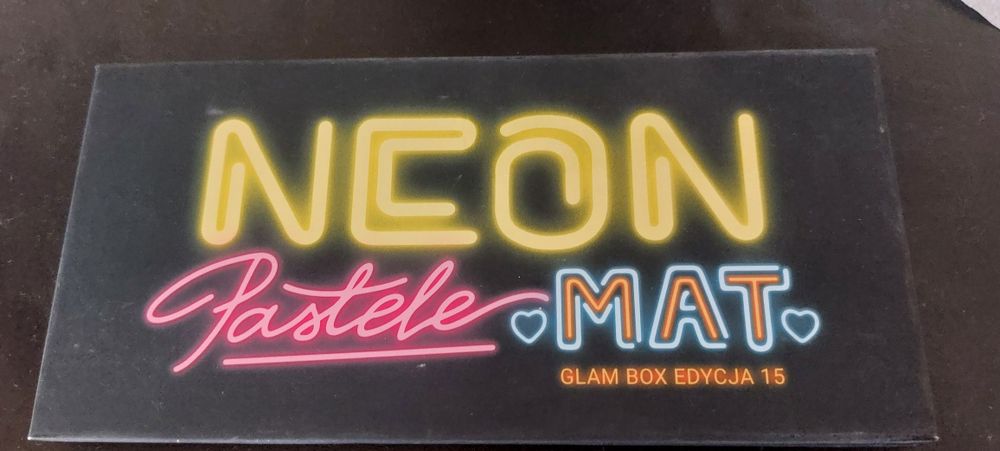 NEON
Pastele MAT
GLAM BOX EDYCJA 15